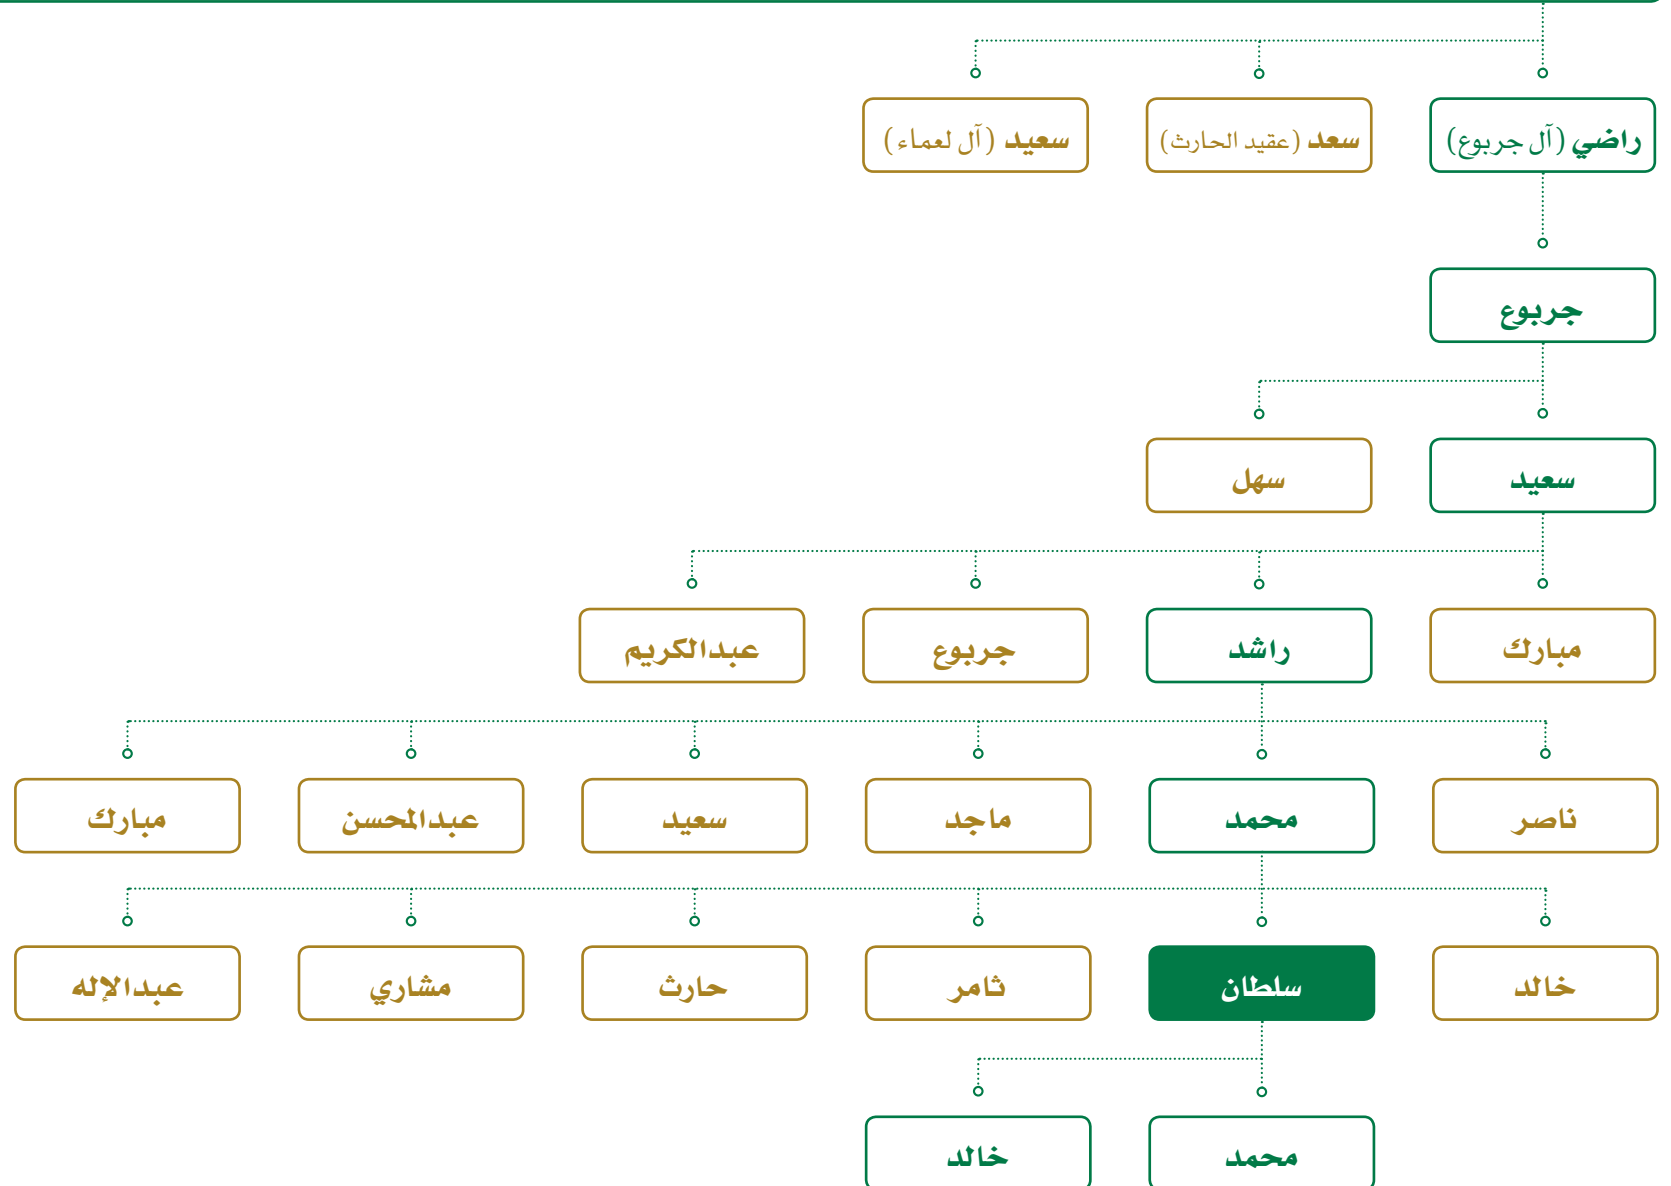 راضي (آل جربوع)
سعد (عقيد الحارث)
سعيد (آل لعماء)
جربوع
سعيد
سهل
مبارك
راشد
جربوع
عبدالكريم
ناصر
محمد
ماجد
سعيد
عبدالمحسن
مبارك
خالد
سلطان
ثامر
حارث
مشاري
عبدالإله
محمد
خالد